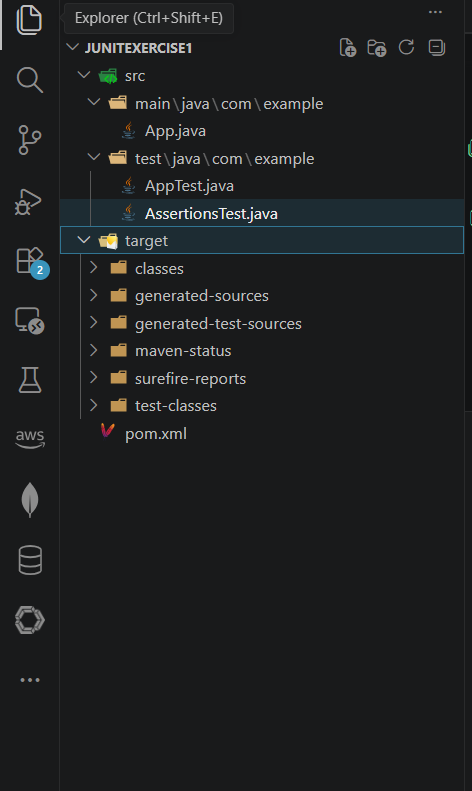 Explorer (Ctrl+Shift+E)
JUNITEXERCISE1
src
main\java\com\example
App.java
test\java\com\example
AppTest.java
AssertionsTest.java
target
classes
generated-sources
generated-test-sources
maven-status
surefire-reports
test-classes
pom.xml
2
aws